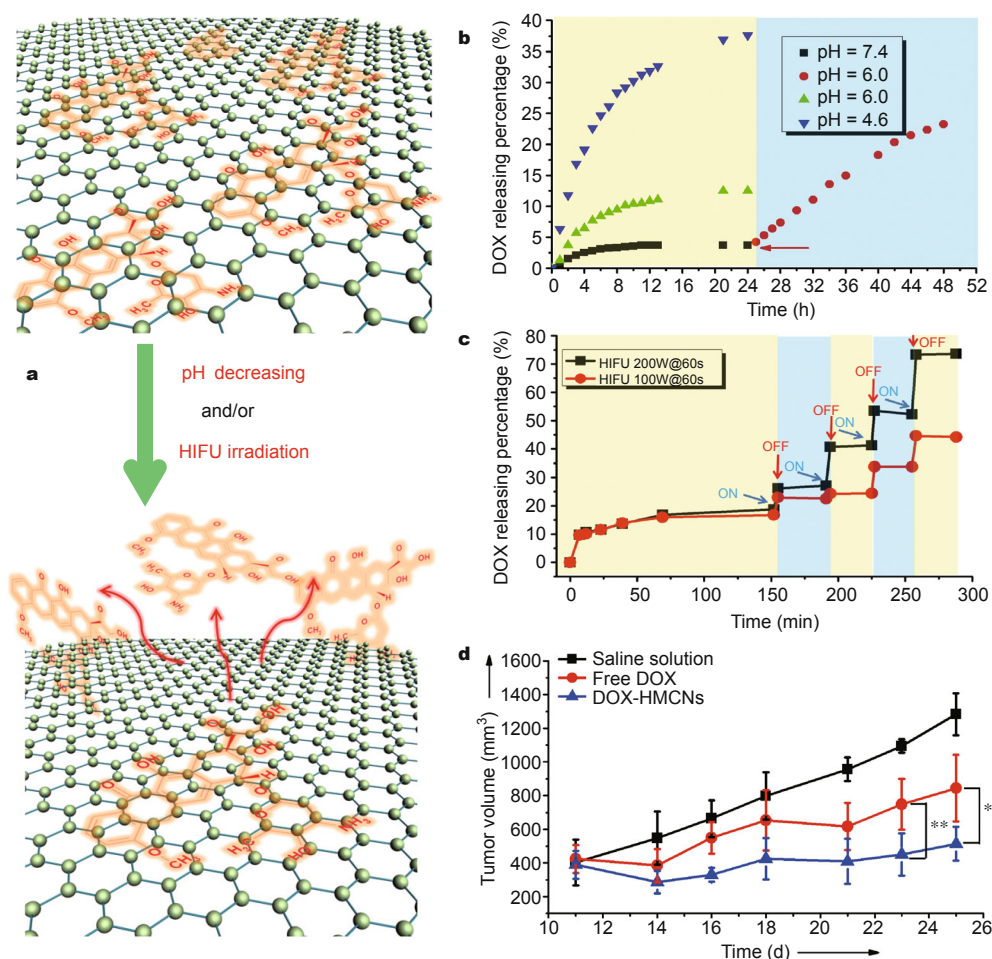 a
pH decreasing
and/or
HIFU irradiation
b
DOX releasing percentage (%)
40
35
30
25
20
15
10
5
0
pH = 7.4
pH = 6.0
pH = 6.0
pH = 4.6
0 4 8 12 16 20 24 28 32 36 40 44 48 52
Time (h)
c
DOX releasing percentage (%)
80
70
60
50
40
30
20
10
0
HIFU 200W@60s
HIFU 100W@60s
ON
OFF
ON
OFF
ON
OFF
ON
OFF
0 50 100 150 200 250 300
Time (min)
d
Tumor volume (mm³)
1600
1400
1200
1000
800
600
400
200
Saline solution
Free DOX
DOX-HMCNs
**
*
10 12 14 16 18 20 22 24 26
Time (d)